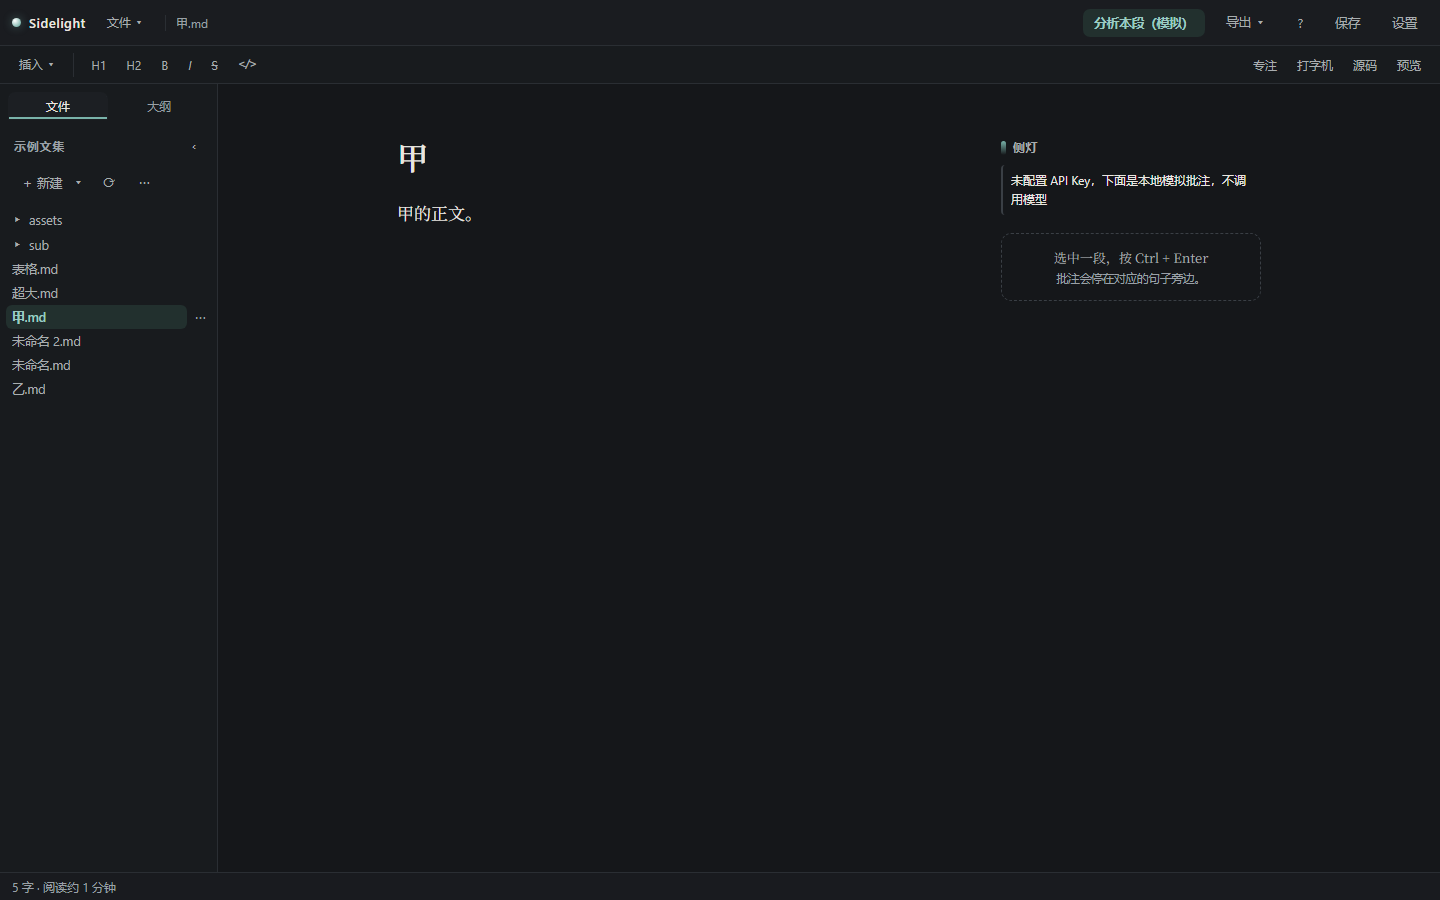 Sidelight 文件 甲.md 分析本段（模拟） 导出 ? 保存 设置
插入 H1 H2 B I S </> 专注 打字机 源码 预览
文件 大纲
示例文集 ‹
+ 新建 ⟳ ···
assets
sub
表格.md
超大.md
甲.md ···
未命名 2.md
未命名.md
乙.md
甲
甲的正文。
侧灯
未配置 API Key，下面是本地模拟批注，不调
用模型
选中一段，按 Ctrl + Enter
批注会停在对应的句子旁边。
5 字 · 阅读约 1 分钟